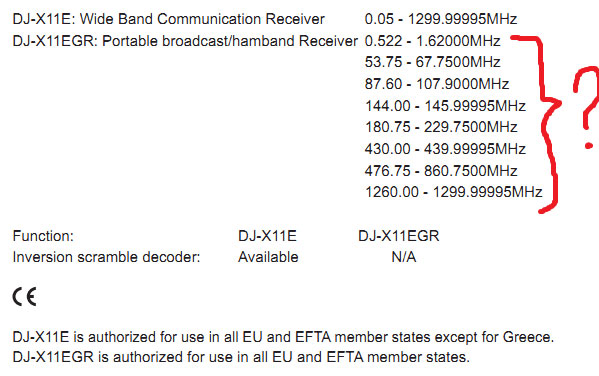 DJ-X11E: Wide Band Communication Receiver 0.05 - 1299.99995MHz
DJ-X11EGR: Portable broadcast/hamband Receiver 0.522 - 1.62000MHz
53.75 - 67.7500MHz
87.60 - 107.9000MHz
144.00 - 145.99995MHz
180.75 - 229.7500MHz
430.00 - 439.99995MHz
476.75 - 860.7500MHz
1260.00 - 1299.99995MHz
?
Function: DJ-X11E DJ-X11EGR
Inversion scramble decoder: Available N/A
CE
DJ-X11E is authorized for use in all EU and EFTA member states except for Greece.
DJ-X11EGR is authorized for use in all EU and EFTA member states.